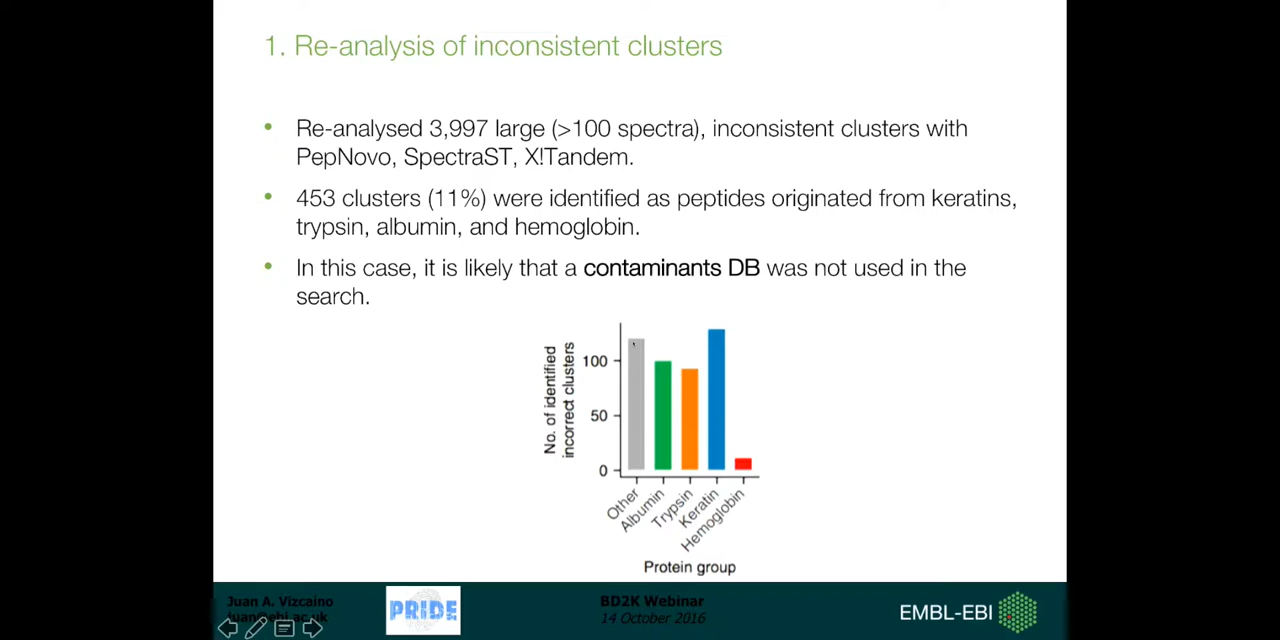 1. Re-analysis of inconsistent clusters
• Re-analysed 3,997 large (>100 spectra), inconsistent clusters with
PepNovo, SpectraST, X!Tandem.
• 453 clusters (11%) were identified as peptides originated from keratins,
trypsin, albumin, and hemoglobin.
• In this case, it is likely that a contaminants DB was not used in the
search.
No. of identified
incorrect clusters
100
50
0
Other
Albumin
Trypsin
Keratin
Hemoglobin
Protein group
Juan A. Vizcaino
juan@ebi.ac.uk
PRIDE
BD2K Webinar
14 October 2016
EMBL-EBI